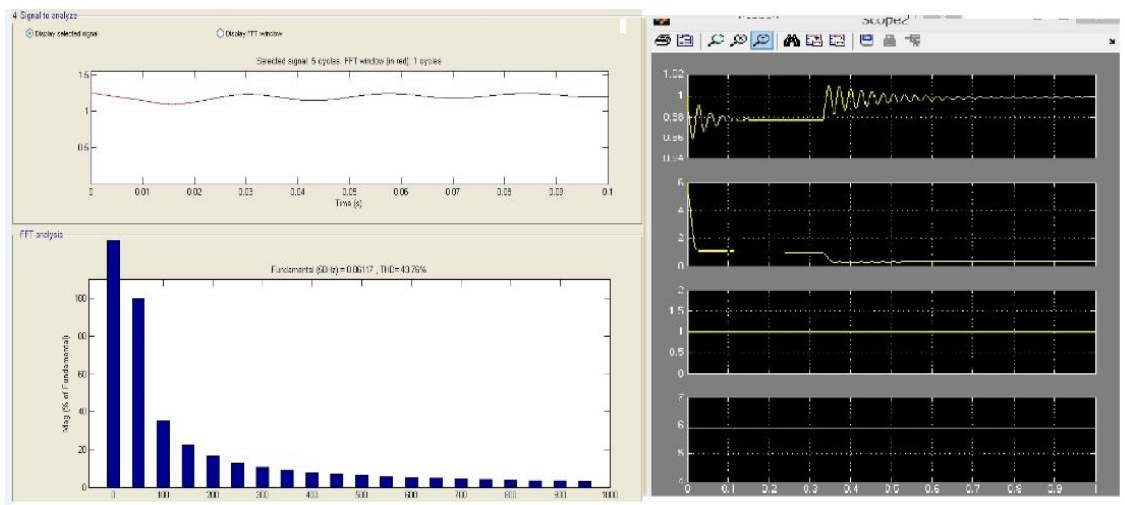 4 Signal to analyze
Display selected signal
Display FFT window
Selected signal: 5 cycles. FFT window (in red): 1 cycles
1.5
1
0.5
0 0.01 0.02 0.03 0.04 0.05 0.06 0.07 0.08 0.09 0.1
Time (s)
FFT analysis
Fundamental (50Hz) = 0.06117 , THD= 43.76%
100
80
60
40
20
0
0 100 200 300 400 500 600 700 800 900 1000
Mag (% of Fundamental)
Scope2
1.02
1
0.98
0.96
0.94
6
4
2
0
2
1.5
1
0.5
0
7
6
5
4
0 0.1 0.2 0.3 0.4 0.5 0.6 0.7 0.8 0.9 1